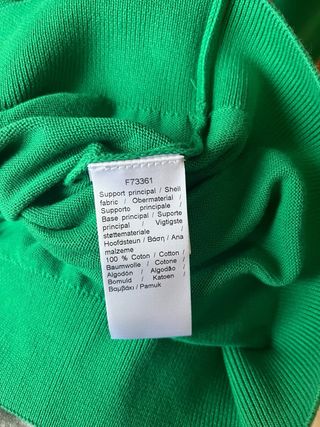 F73361
Support principal / Shell
fabric / Obermaterial /
Supporto principale /
Base principal / Suporte
principal / Vigtigste
støttemateriale /
Hoofdsteun / Βάση / Ana
malzeme
100 % Coton / Cotton /
Baumwolle / Cotone /
Algodón / Algodão /
Bomuld / Katoen /
Βαμβάκι / Pamuk